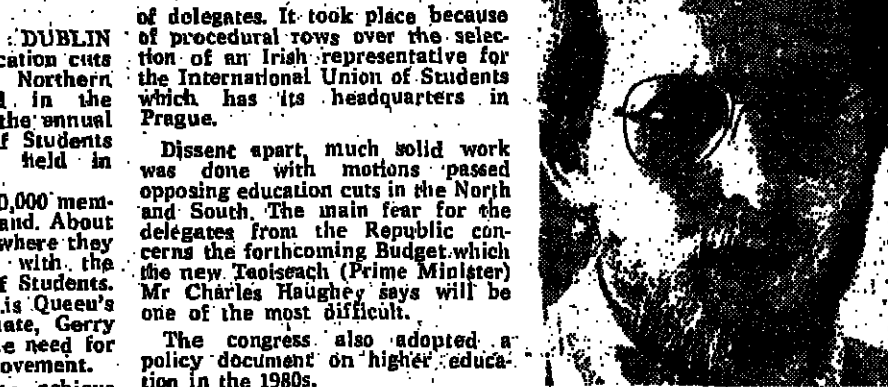 DUBLIN
cation cuts
Northern
in the
the annual
f Students
held in
0,000 mem-
and. About
where they
with the
f Students.
is Queen's
ate, Gerry
e need for
ovement.
achieve
of delegates. It took place because
of procedural rows over the selec-
tion of an Irish representative for
the International Union of Students
which has its headquarters in
Prague.
Dissent apart, much solid work
was done with motions passed
opposing education cuts in the North
and South. The main fear for the
delegates from the Republic con-
cerns the forthcoming Budget which
the new Taoiseach (Prime Minister)
Mr Charles Haughey says will be
one of the most difficult.
The congress also adopted a
policy document on higher educa-
tion in the 1980s.